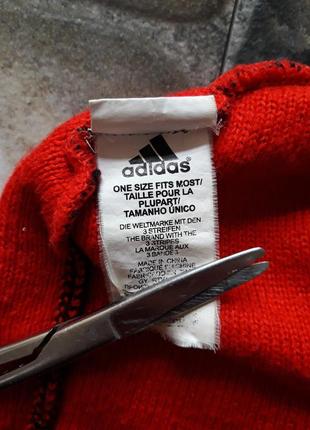 adidas
ONE SIZE FITS MOST/
TAILLE POUR LA
PLUPART/
TAMANHO ÚNICO
DIE WELTMARKE MIT DEN
3 STREIFEN
THE BRAND WITH THE
3 STRIPES
LA MARQUE AUX
3 BANDES
MADE IN CHINA